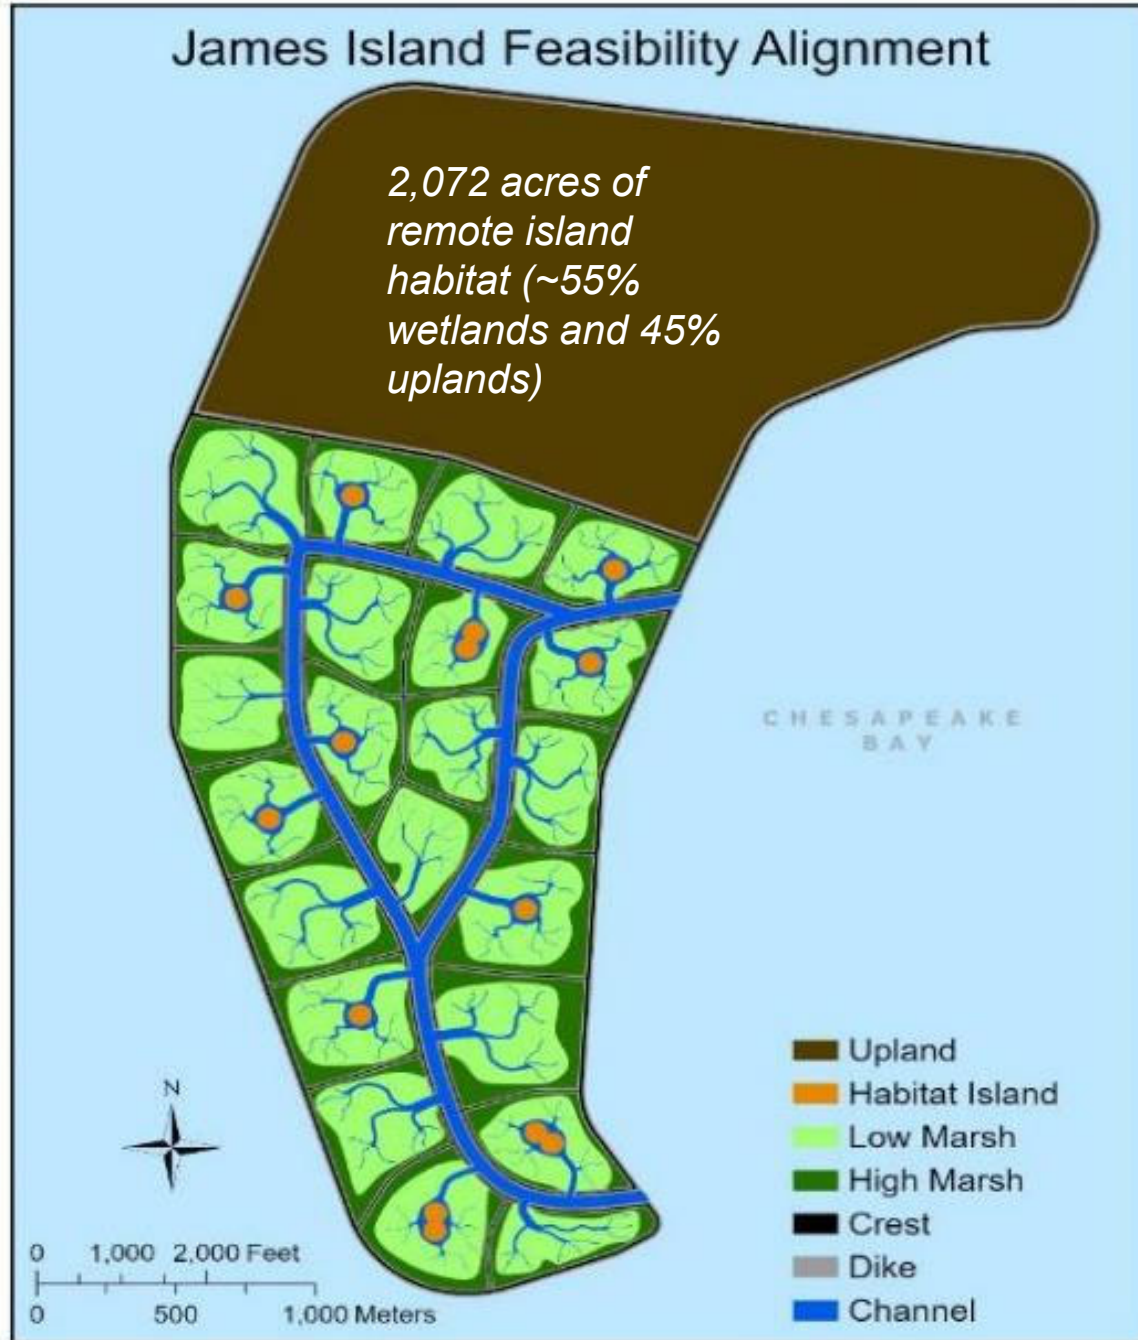 James Island Feasibility Alignment
2,072 acres of
remote island
habitat (~55%
wetlands and 45%
uplands)
CHESAPEAKE
BAY
N
0 1,000 2,000 Feet
0 500 1,000 Meters
Upland
Habitat Island
Low Marsh
High Marsh
Crest
Dike
Channel